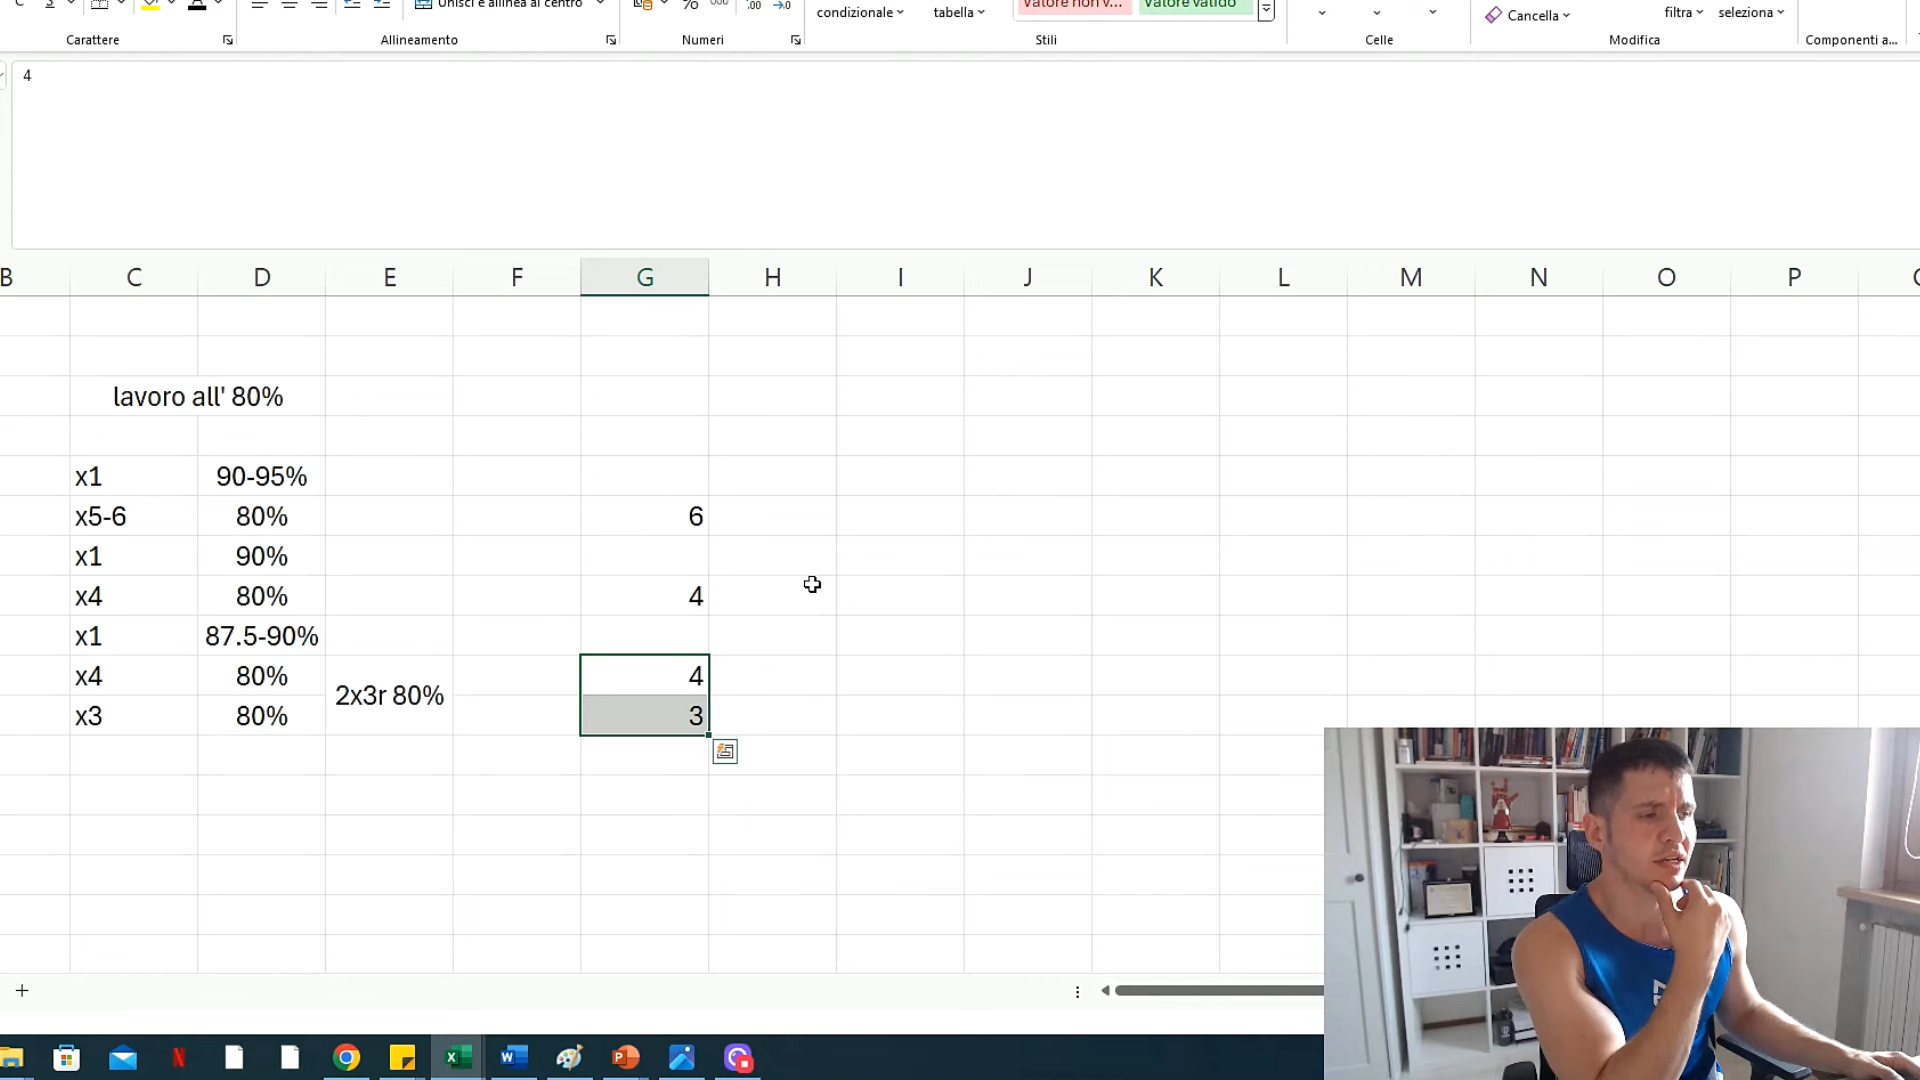 Unisci e allinea al centro
%
000
condizionale
tabella
Valore non v...
Valore valido
Cancella
filtra
seleziona
Carattere
Allineamento
Numeri
Stili
Celle
Modifica
Componenti a...
4
B C D E F G H I J K L M N O P
lavoro all' 80%
x1 90-95%
x5-6 80% 6
x1 90%
x4 80% 4
x1 87.5-90%
x4 80% 4
2x3r 80%
x3 80% 3